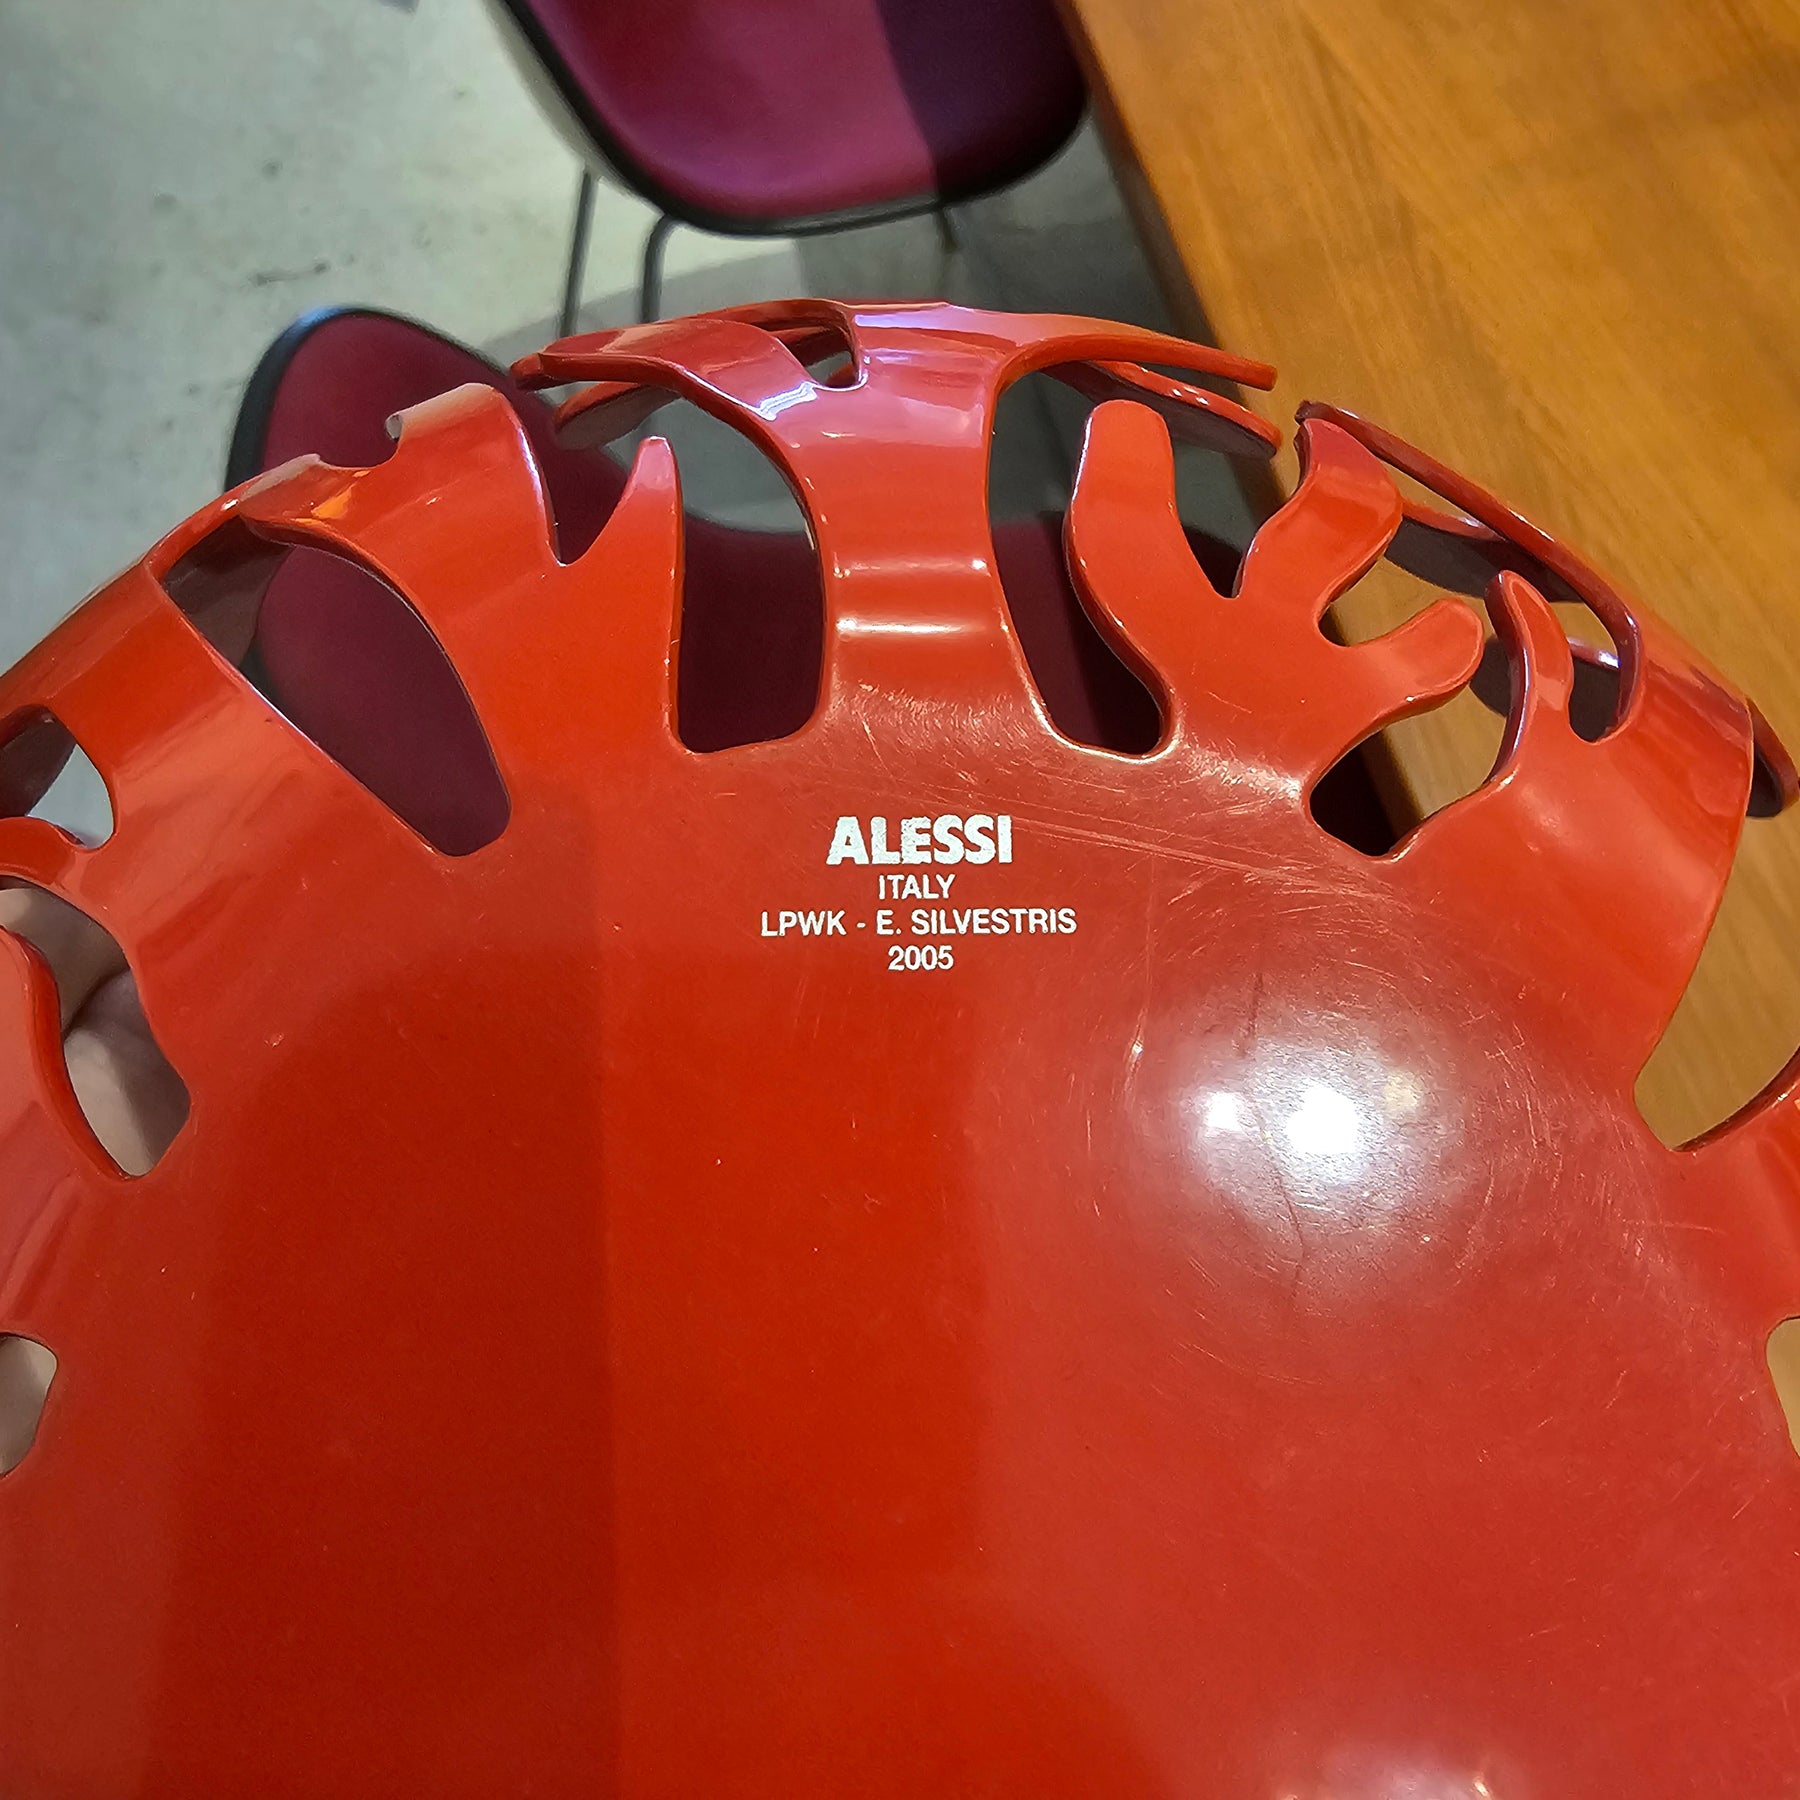 ALESSI
ITALY
LPWK - E. SILVESTRIS
2005